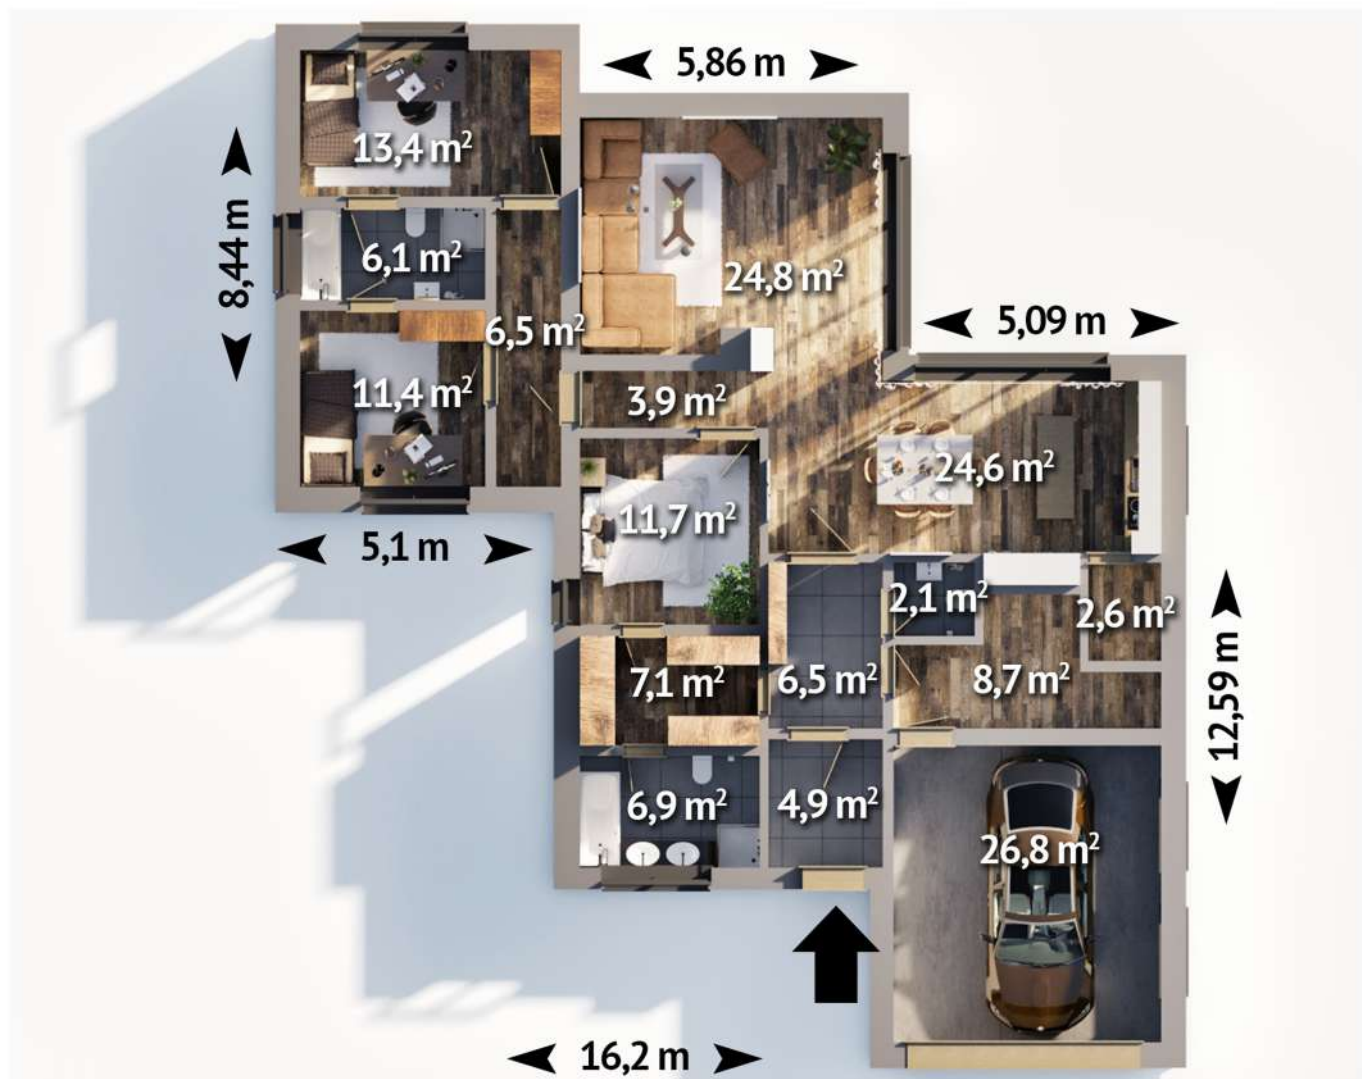 5,86 m
13,4 m²
8,44 m
6,1 m²
24,8 m²
6,5 m²
5,09 m
11,4 m²
3,9 m²
24,6 m²
11,7 m²
5,1 m
2,1 m²
2,6 m²
7,1 m²
6,5 m²
8,7 m²
12,59 m
6,9 m²
4,9 m²
26,8 m²
16,2 m